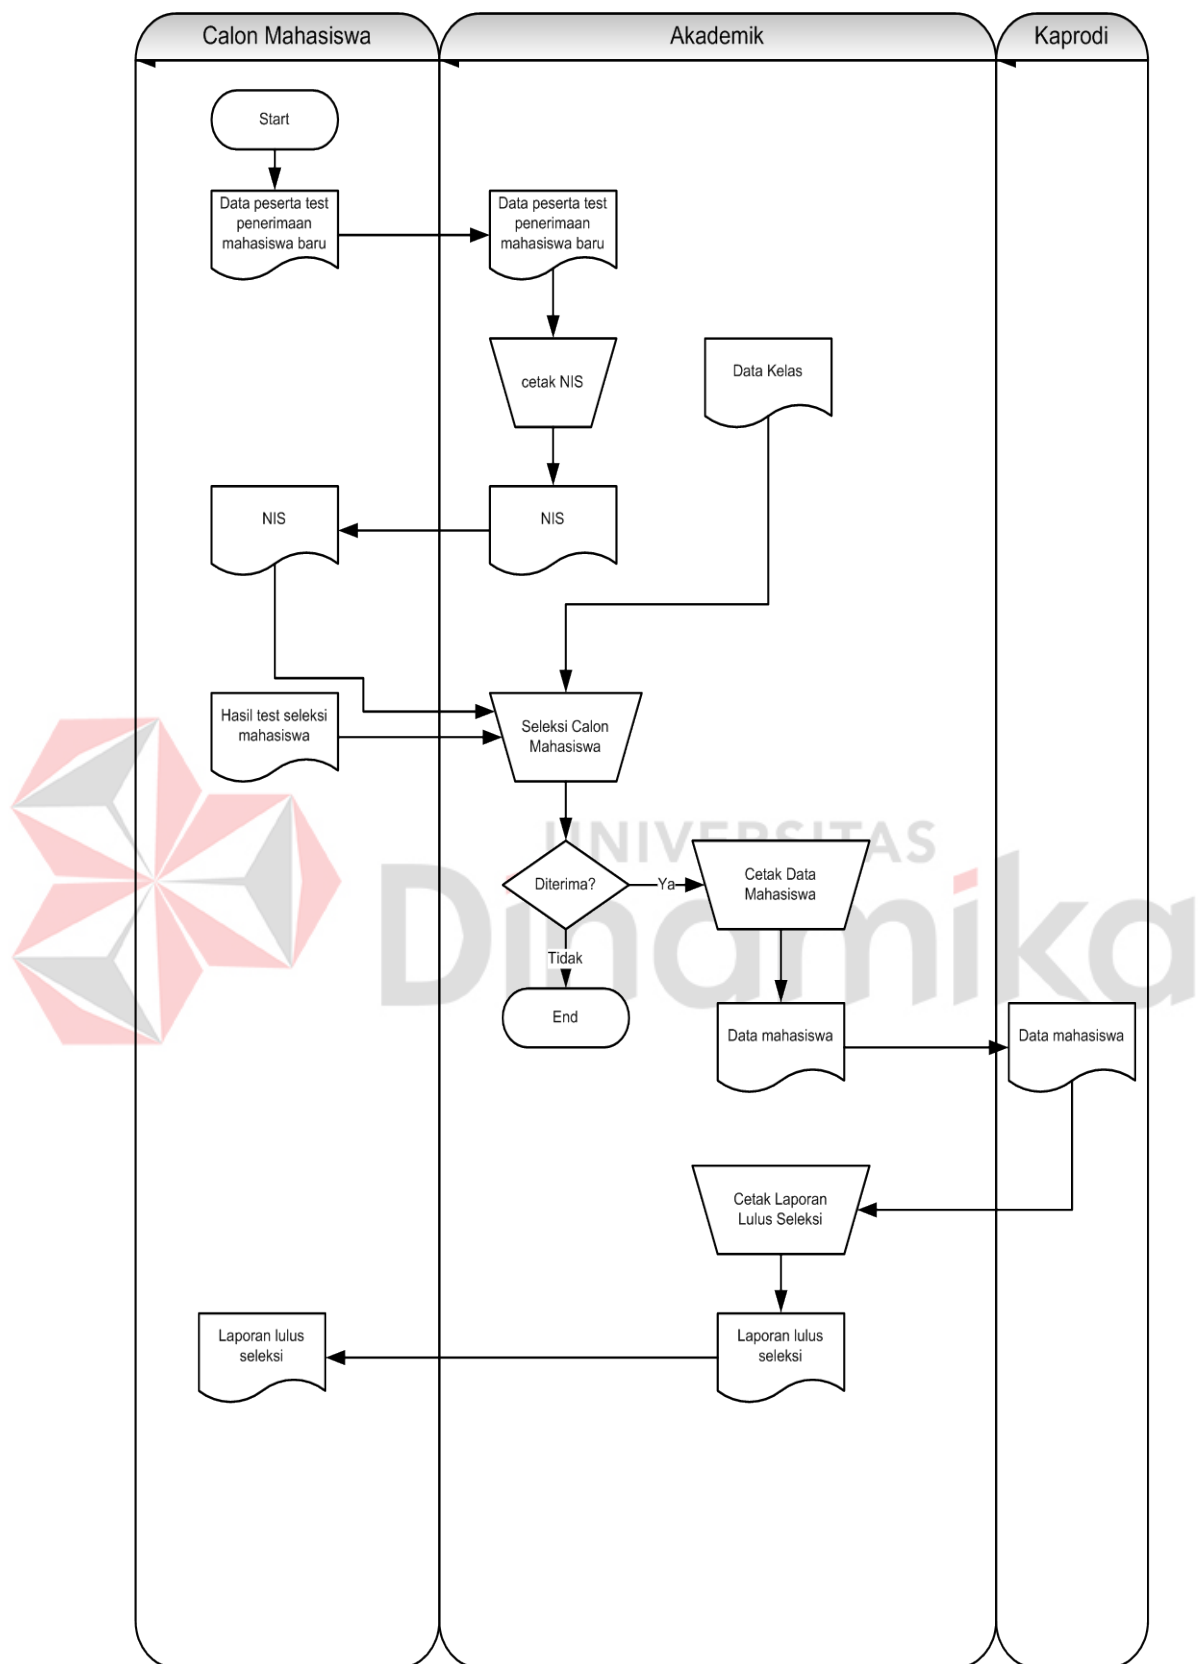 Calon Mahasiswa
Akademik
Kaprodi
Start
Data peserta test
penerimaan
mahasiswa baru
Data peserta test
penerimaan
mahasiswa baru
cetak NIS
Data Kelas
NIS
NIS
Hasil test seleksi
mahasiswa
Seleksi Calon
Mahasiswa
UNIVERSITAS
Dinamika
Diterima?
Ya
Cetak Data
Mahasiswa
Tidak
End
Data mahasiswa
Data mahasiswa
Cetak Laporan
Lulus Seleksi
Laporan lulus
seleksi
Laporan lulus
seleksi